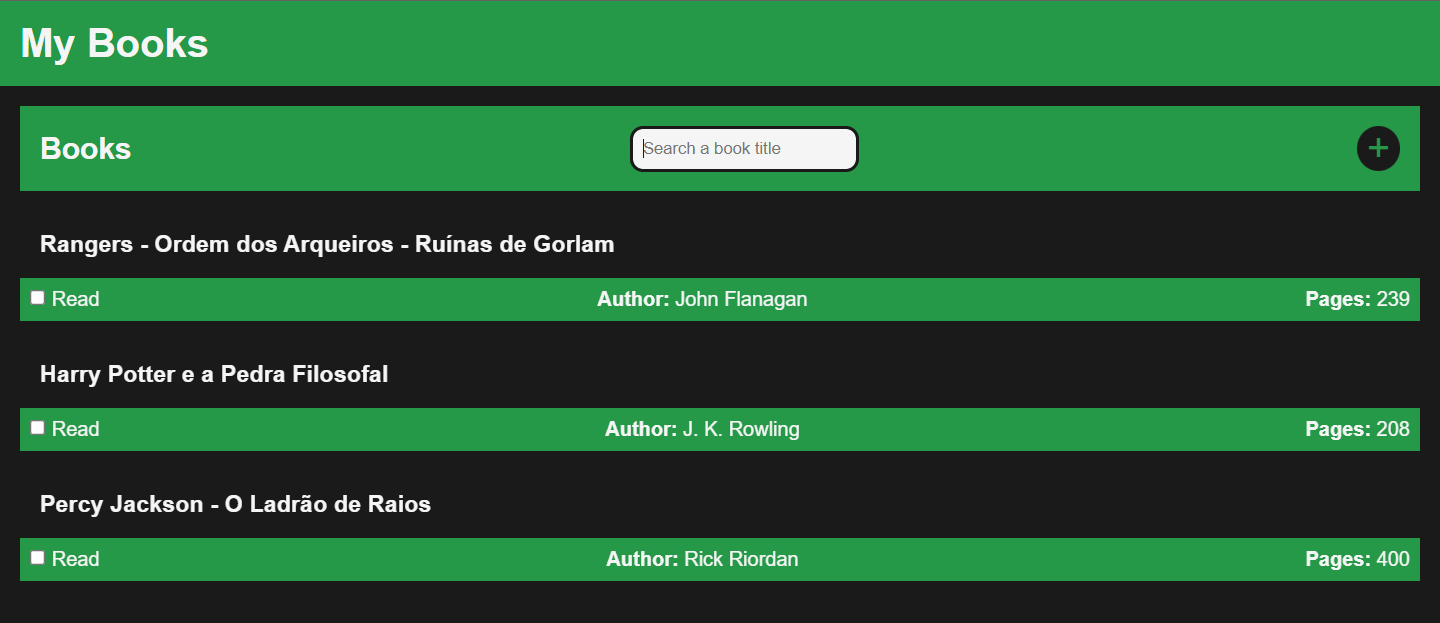 My Books
Books Search a book title +
Rangers - Ordem dos Arqueiros - Ruínas de Gorlam
Read Author: John Flanagan Pages: 239
Harry Potter e a Pedra Filosofal
Read Author: J. K. Rowling Pages: 208
Percy Jackson - O Ladrão de Raios
Read Author: Rick Riordan Pages: 400